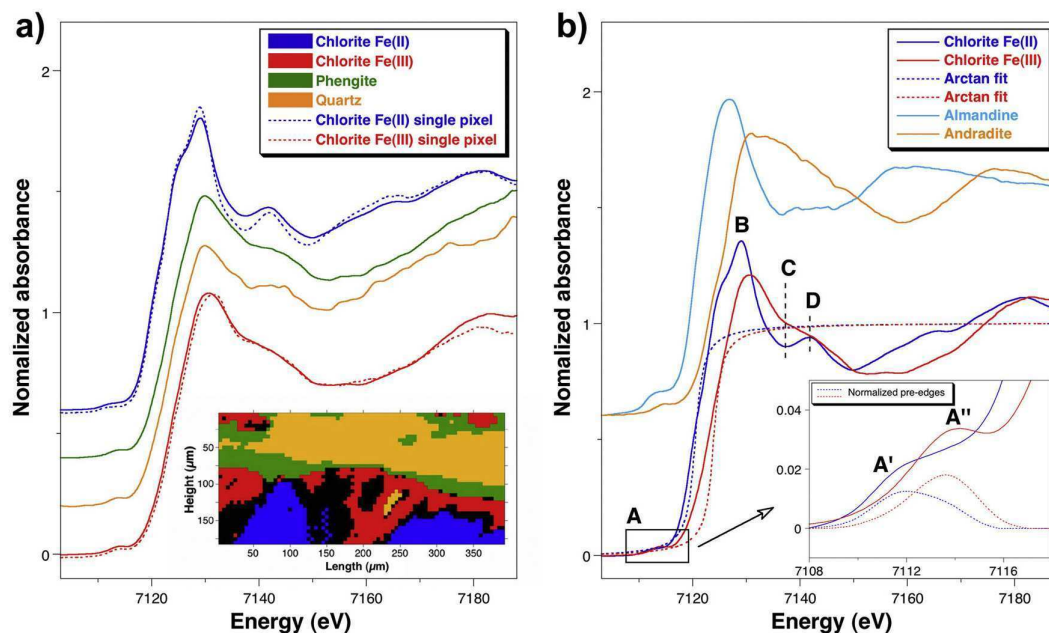 a)
Chlorite Fe(II)
Chlorite Fe(III)
Phengite
Quartz
Chlorite Fe(II) single pixel
Chlorite Fe(III) single pixel
Nomalized absorbance
2
1
0
7120 7140 7160 7180
Energy (eV)
Height (µm)
50
100
150
50 100 150 200 250 300 350
Length (µm)
b)
Chlorite Fe(II)
Chlorite Fe(III)
Arctan fit
Arctan fit
Almandine
Andradite
Nomalized absorbance
2
1
0
7120 7140 7160 7180
Energy (eV)
A
B
C
D
Normalized pre-edges
A'
A''
0.04
0.02
0
7108 7112 7116